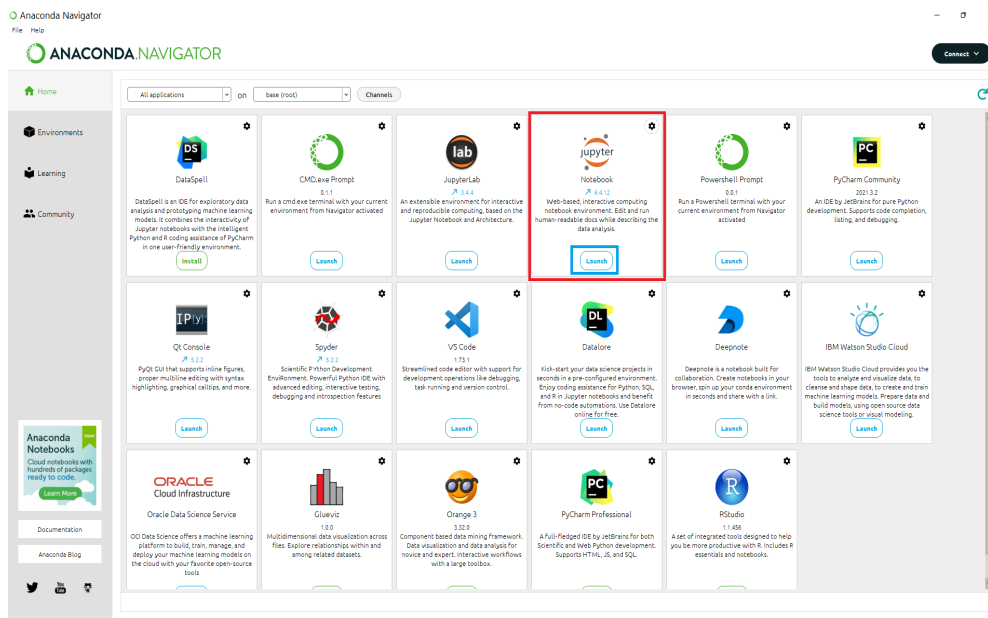 Anaconda Navigator
File Help
ANACONDA.NAVIGATOR
Connect
Home
Environments
Learning
Community
All applications on base (root) Channels
DS
DataSpell
DataSpell is an IDE for exploratory data
analysis and prototyping machine learning
models. It combines the interactivity of
Jupyter notebooks with the intelligent
Python and R coding assistance of PyCharm
in one user-friendly environment.
Install
CMD.exe Prompt
0.1.1
Run a cmd.exe terminal with your current
environment from Navigator activated
Launch
lab
JupyterLab
3.4.4
An extensible environment for interactive
and reproducible computing, based on the
Jupyter Notebook and Architecture.
Launch
jupyter
Notebook
6.4.12
Web-based, interactive computing
notebook environment. Edit and run
human-readable docs while describing the
data analysis.
Launch
Powershell Prompt
0.0.1
Run a Powershell terminal with your
current environment from Navigator
activated
Launch
PC
PyCharm Community
2021.3.2
An IDE by JetBrains for pure Python
development. Supports code completion,
listing, and debugging.
Launch
IP[y]:
Qt Console
5.2.2
PyQt GUI that supports inline figures,
proper multiline editing with syntax
highlighting, graphical calltips, and more.
Launch
Spyder
5.2.2
Scientific PYthon Development
EnviRonment. Powerful Python IDE with
advanced editing, interactive testing,
debugging and introspection features
Launch
VS Code
1.73.1
Streamlined code editor with support for
development operations like debugging,
task running and version control.
Launch
DL
Datalore
Kick-start your data science projects in
seconds in a pre-configured environment.
Enjoy coding assistance for Python, SQL,
and R in Jupyter notebooks and benefit
from no-code automations. Use Datalore
online for free.
Launch
Deepnote
Deepnote is a notebook built for
collaboration. Create notebooks in your
browser, spin up your conda environment
in seconds and share with a link.
Launch
IBM Watson Studio Cloud
IBM Watson Studio Cloud provides you the
tools to analyze and visualize data, to
cleanse and shape data, to create and train
machine learning models. Prepare data and
build models, using open source data
science tools or visual modeling.
Launch
ORACLE
Cloud Infrastructure
Oracle Data Science Service
OCI Data Science offers a machine learning
platform to build, train, manage, and
deploy your machine learning models on
the cloud with your favorite open-source
tools
Glueviz
1.0.0
Multidimensional data visualization across
files. Explore relationships within and
among related datasets.
Orange 3
3.32.0
Component based data mining framework.
Data visualization and data analysis for
novice and expert. Interactive workflows
with a large toolbox.
PC
PyCharm Professional
A full-fledged IDE by JetBrains for both
Scientific and Web Python development.
Supports HTML, JS, and SQL.
R
RStudio
1.1.456
A set of integrated tools designed to help
you be more productive with R. Includes R
essentials and notebooks.
Anaconda
Notebooks
Cloud notebooks with
hundreds of packages
ready to code.
Learn More
Documentation
Anaconda Blog
You
Tube